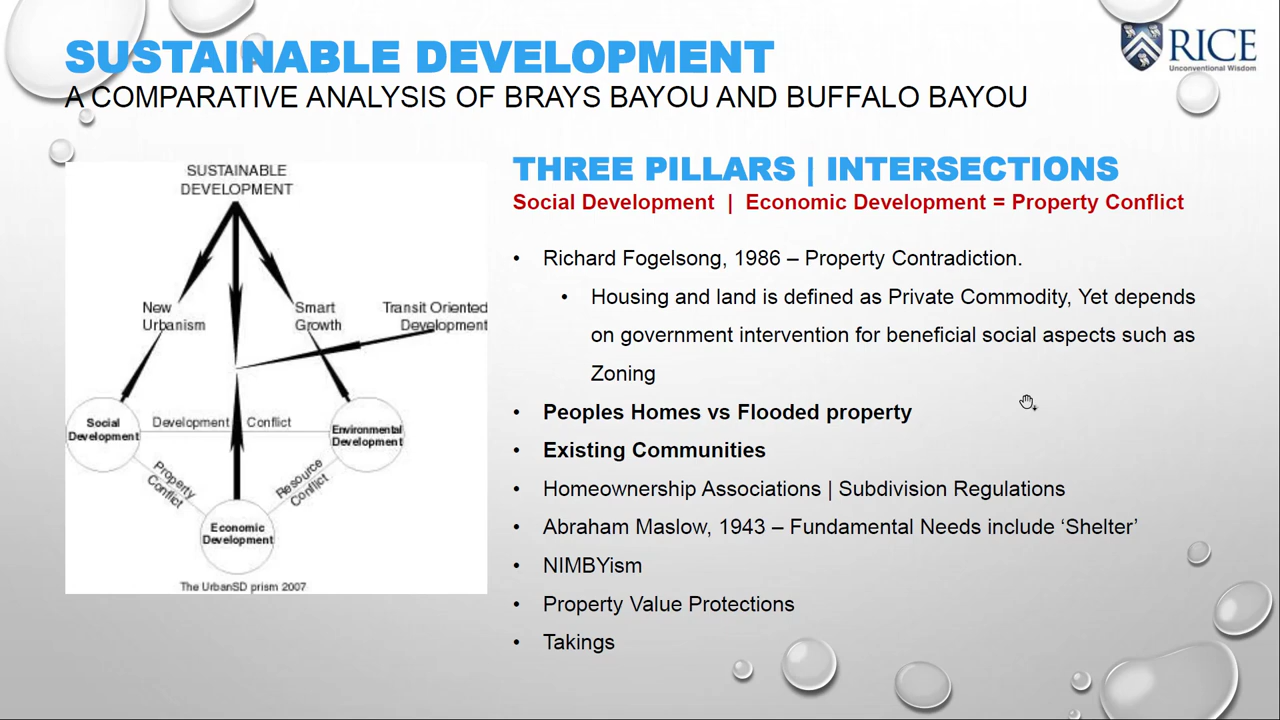 SUSTAINABLE DEVELOPMENT
A COMPARATIVE ANALYSIS OF BRAYS BAYOU AND BUFFALO BAYOU
RICE
Unconventional Wisdom
SUSTAINABLE
DEVELOPMENT
New
Urbanism
Smart
Growth
Transit Oriented
Development
Social
Development
Development Conflict
Environmental
Development
Property
Conflict
Resource
Conflict
Economic
Development
The UrbanSD prism 2007
THREE PILLARS | INTERSECTIONS
Social Development | Economic Development = Property Conflict
• Richard Fogelsong, 1986 – Property Contradiction.
• Housing and land is defined as Private Commodity, Yet depends
on government intervention for beneficial social aspects such as
Zoning
• Peoples Homes vs Flooded property
• Existing Communities
• Homeownership Associations | Subdivision Regulations
• Abraham Maslow, 1943 – Fundamental Needs include ‘Shelter’
• NIMBYism
• Property Value Protections
• Takings